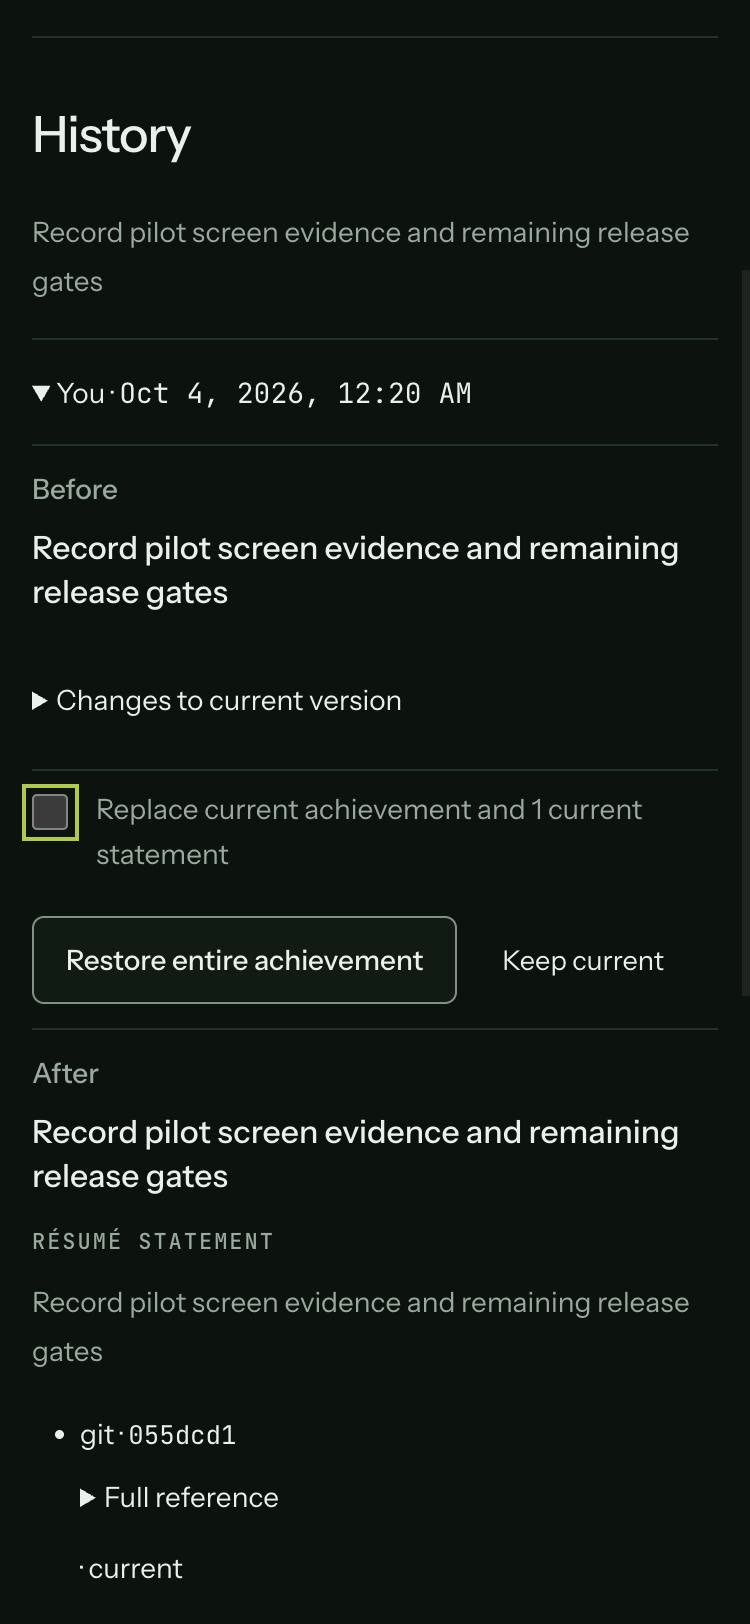 History
Record pilot screen evidence and remaining release
gates
▼ You · Oct 4, 2026, 12:20 AM
Before
Record pilot screen evidence and remaining
release gates
▶ Changes to current version
Replace current achievement and 1 current
statement
Restore entire achievement
Keep current
After
Record pilot screen evidence and remaining
release gates
RÉSUMÉ STATEMENT
Record pilot screen evidence and remaining release
gates
• git · 055dcd1
▶ Full reference
· current